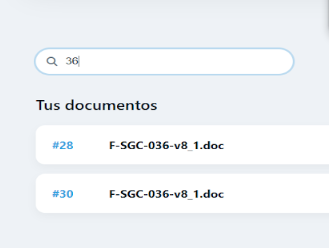 36
Tus documentos
#28 F-SGC-036-v8_1.doc
#30 F-SGC-036-v8_1.doc